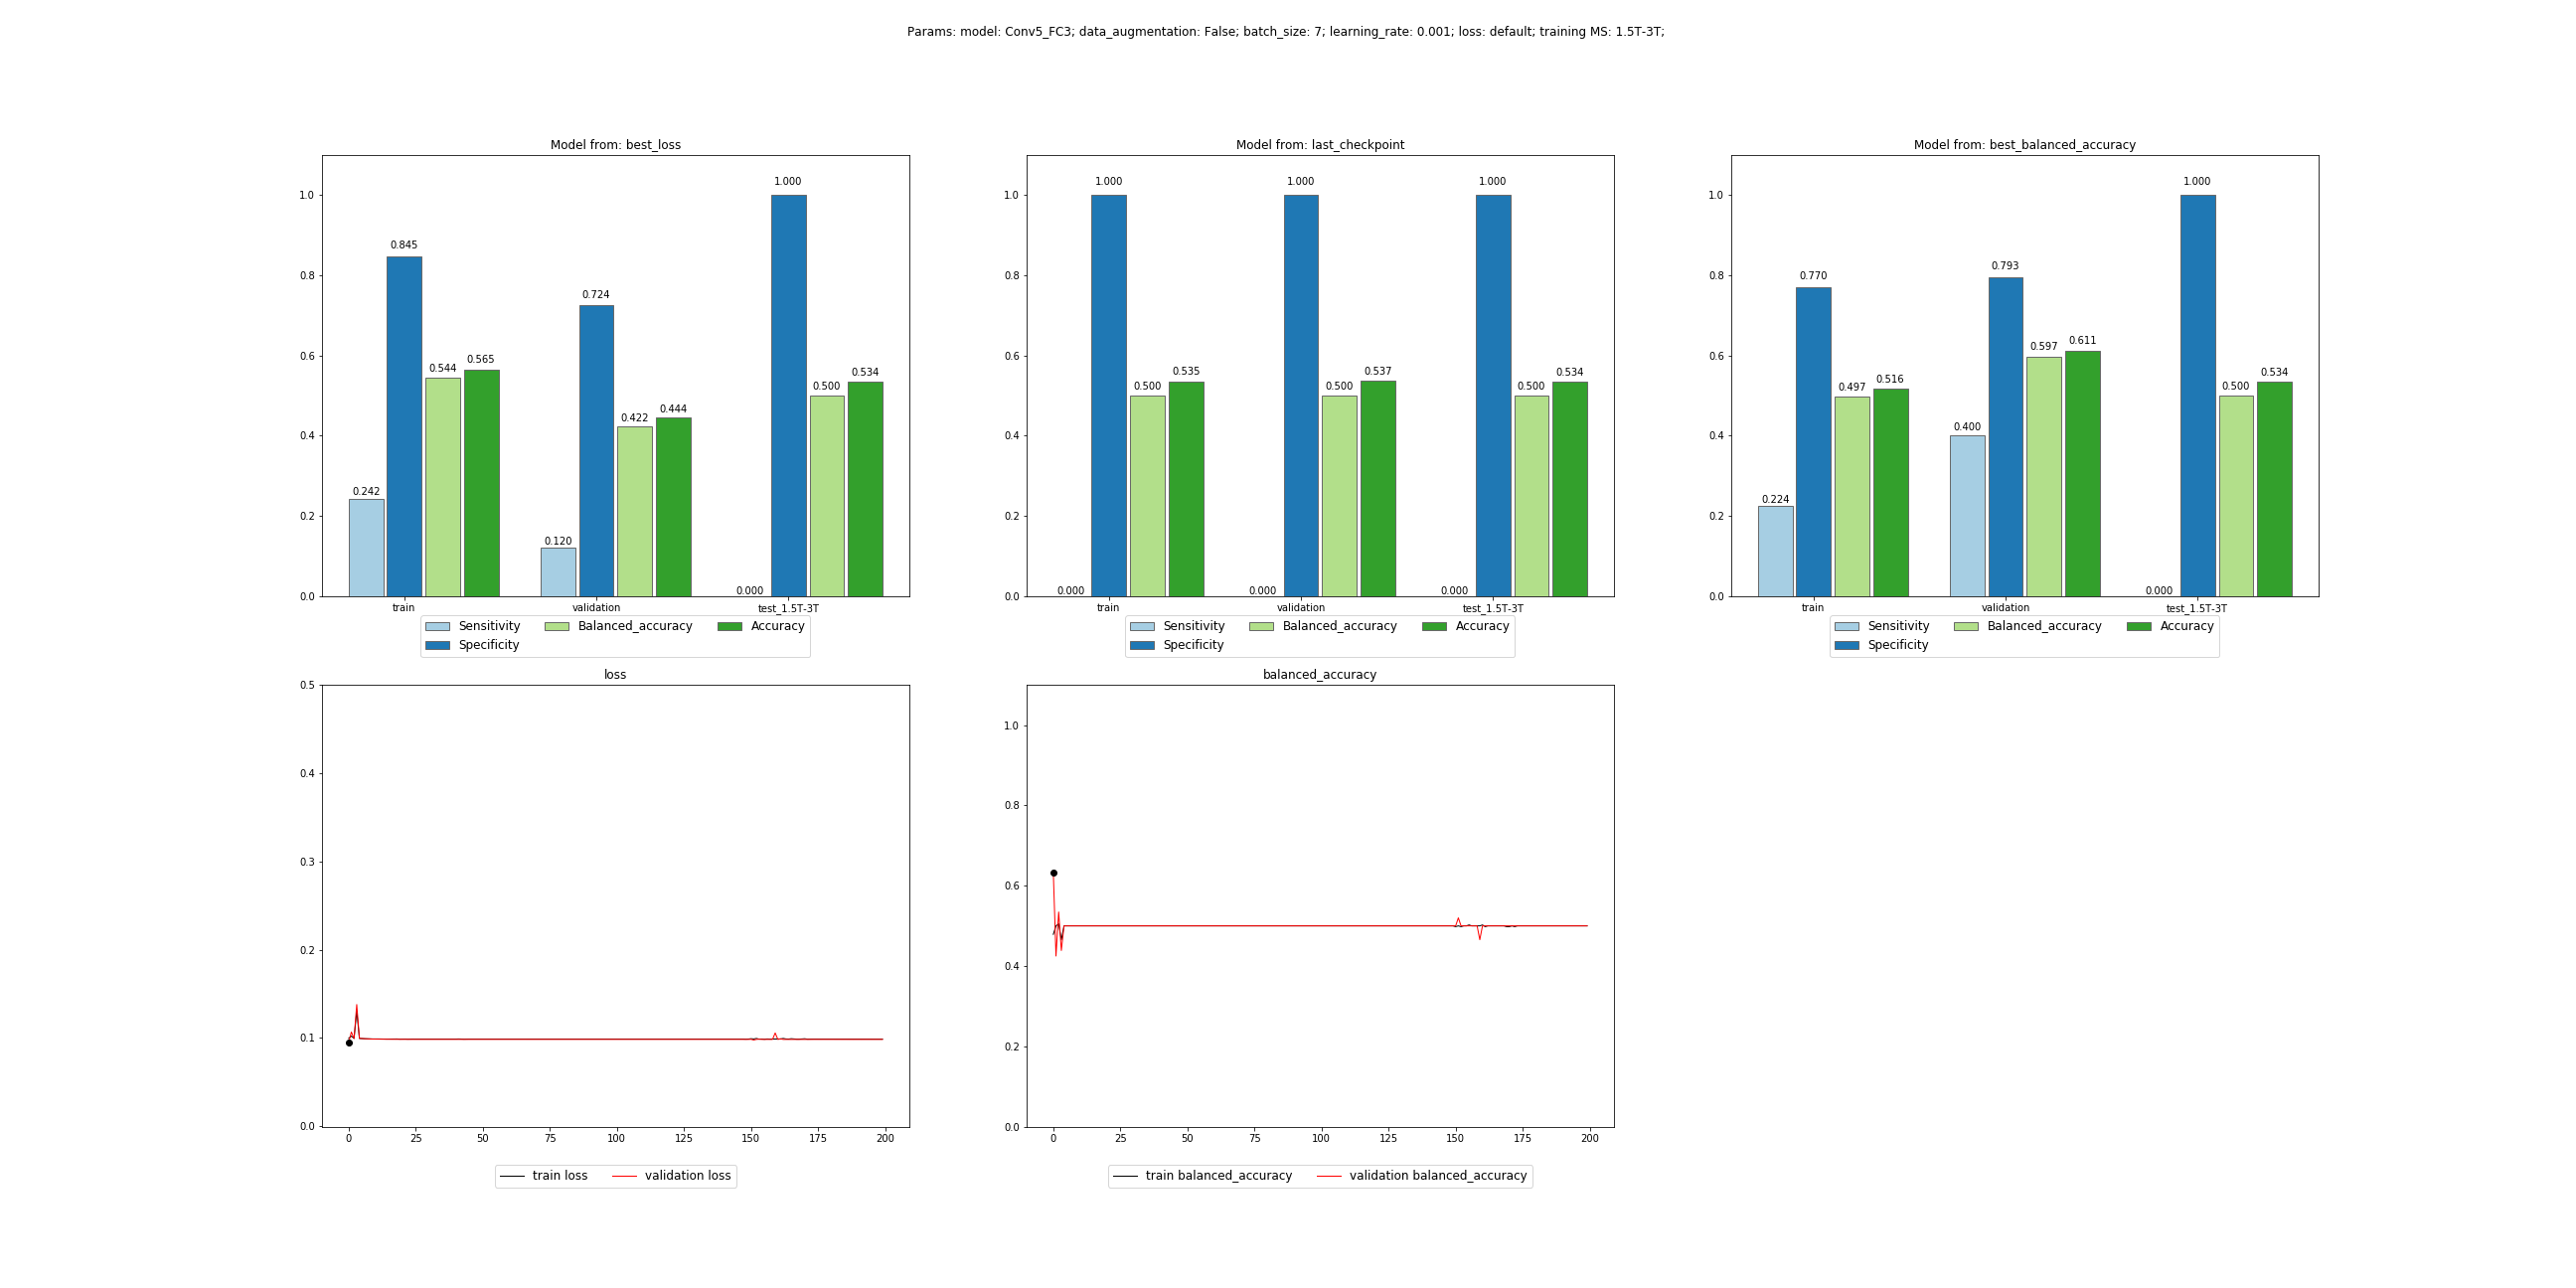 Params: model: Conv5_FC3; data_augmentation: False; batch_size: 7; learning_rate: 0.001; loss: default; training MS: 1.5T-3T;
Model from: best_loss
1.0
0.8
0.6
0.4
0.2
0.0
0.242
0.845
0.544
0.565
0.120
0.724
0.422
0.444
0.000
1.000
0.500
0.534
train
validation
test_1.5T-3T
Sensitivity
Balanced_accuracy
Accuracy
Specificity
Model from: last_checkpoint
1.0
0.8
0.6
0.4
0.2
0.0
0.000
1.000
0.500
0.535
0.000
1.000
0.500
0.537
0.000
1.000
0.500
0.534
train
validation
test_1.5T-3T
Sensitivity
Balanced_accuracy
Accuracy
Specificity
Model from: best_balanced_accuracy
1.0
0.8
0.6
0.4
0.2
0.0
0.224
0.770
0.497
0.516
0.400
0.793
0.597
0.611
0.000
1.000
0.500
0.534
train
validation
test_1.5T-3T
Sensitivity
Balanced_accuracy
Accuracy
Specificity
loss
0.5
0.4
0.3
0.2
0.1
0.0
0 25 50 75 100 125 150 175 200
train loss
validation loss
balanced_accuracy
1.0
0.8
0.6
0.4
0.2
0.0
0 25 50 75 100 125 150 175 200
train balanced_accuracy
validation balanced_accuracy